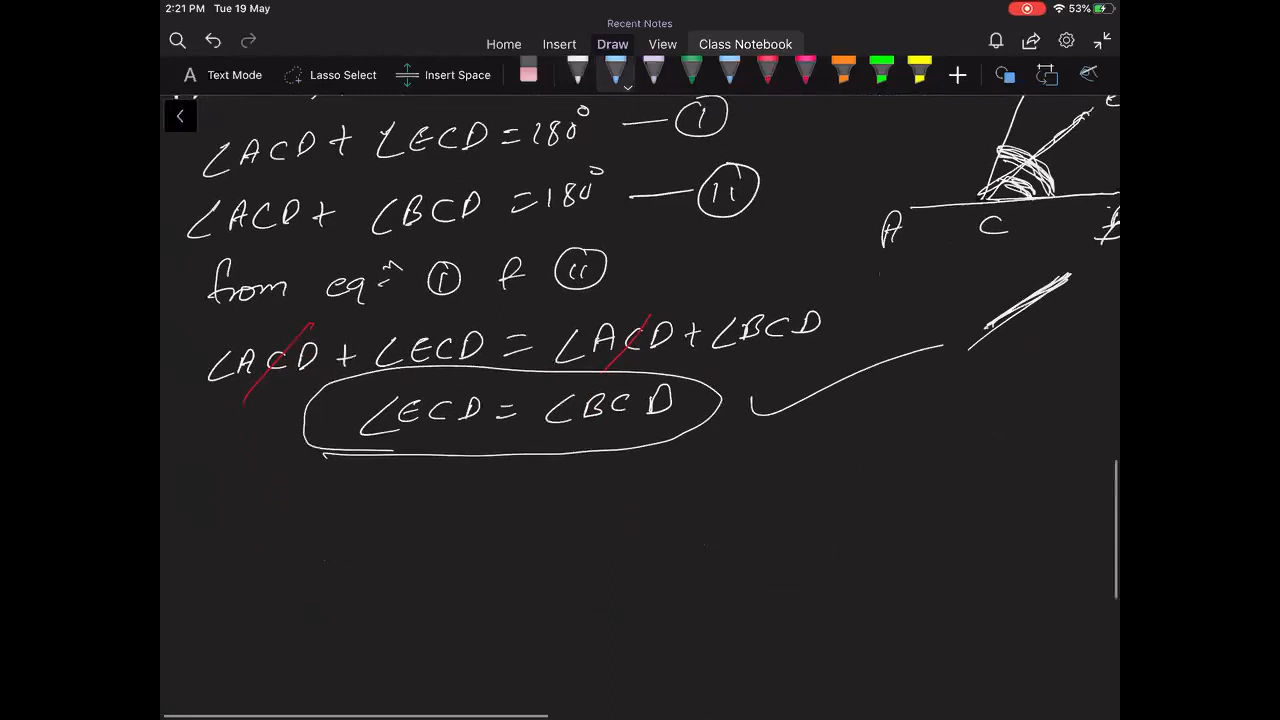 2:21 PM Tue 19 May
53%
Recent Notes
Home Insert Draw View Class Notebook
Text Mode Lasso Select Insert Space
∠ACD + ∠ECD = 180° — (i)
∠ACD + ∠BCD = 180° — (ii)
from eqⁿ (i) & (ii)
∠ACD + ∠ECD = ∠ACD + ∠BCD
∠ECD = ∠BCD
A C